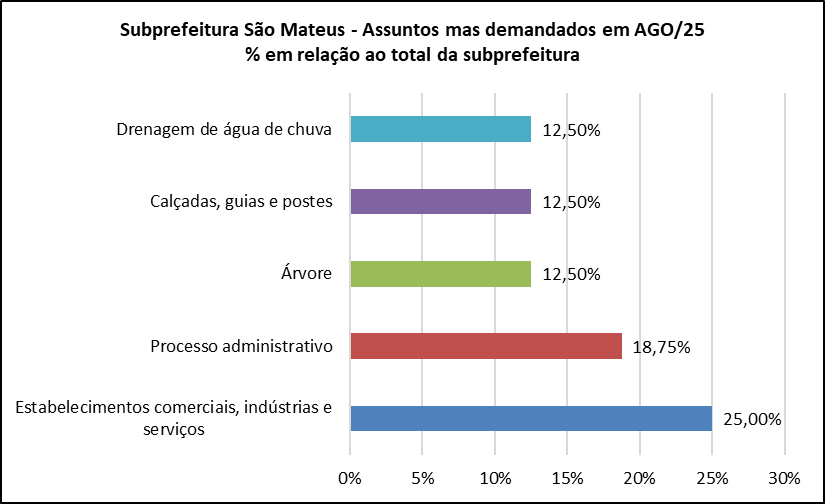 Subprefeitura São Mateus - Assuntos mas demandados em AGO/25
% em relação ao total da subprefeitura
Drenagem de água de chuva
12,50%
Calçadas, guias e postes
12,50%
Árvore
12,50%
Processo administrativo
18,75%
Estabelecimentos comerciais, indústrias e
serviços
25,00%
0% 5% 10% 15% 20% 25% 30%